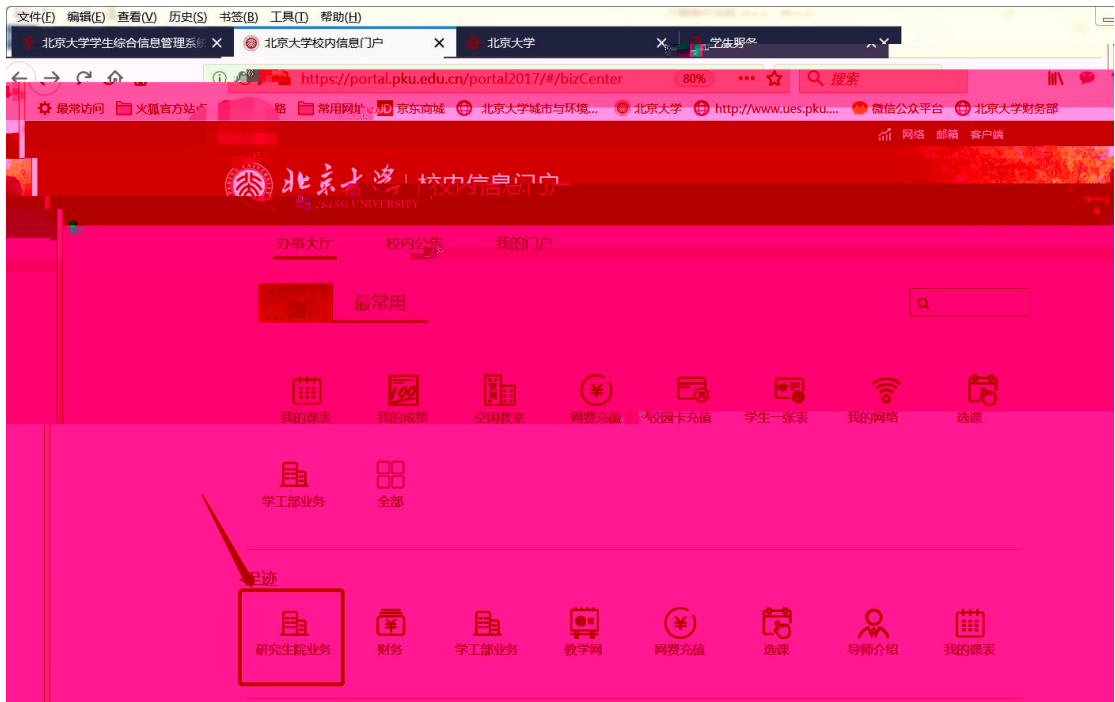 文件(F) 编辑(E) 查看(V) 历史(S) 书签(B) 工具(T) 帮助(H)
北京大学学生综合信息管理系统 北京大学校内信息门户 北京大学
https://portal.pku.edu.cn/portal2017/#/bizCenter 80% 搜索
最常访问 火狐官方站点 常用网址 JD 京东商城 北京大学城市与环境... 北京大学 http://www.ues.pku.... 微信公众平台 北京大学财务部
网络 邮箱 客户端
北京大学 校内信息门户
UNIVERSITY
办事大厅 校内公告 我的门户
最常用
我的课表 我的成绩 空闲教室 网费充值 校园卡充值 学生一张表 我的网络 选课
学工部业务 全部
足迹
研究生院业务 财务 学工部业务 教学网 网费充值 选课 导师介绍 我的课表